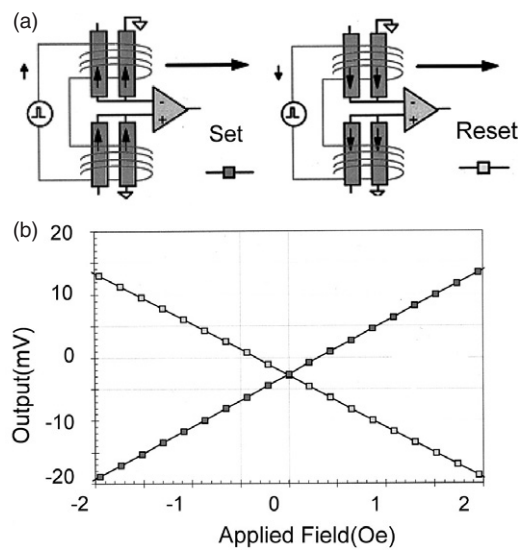 (a)
- +
Set
- +
Reset
(b)
20
10
0
-10
-20
Output(mV)
-2 -1 0 1 2
Applied Field(Oe)